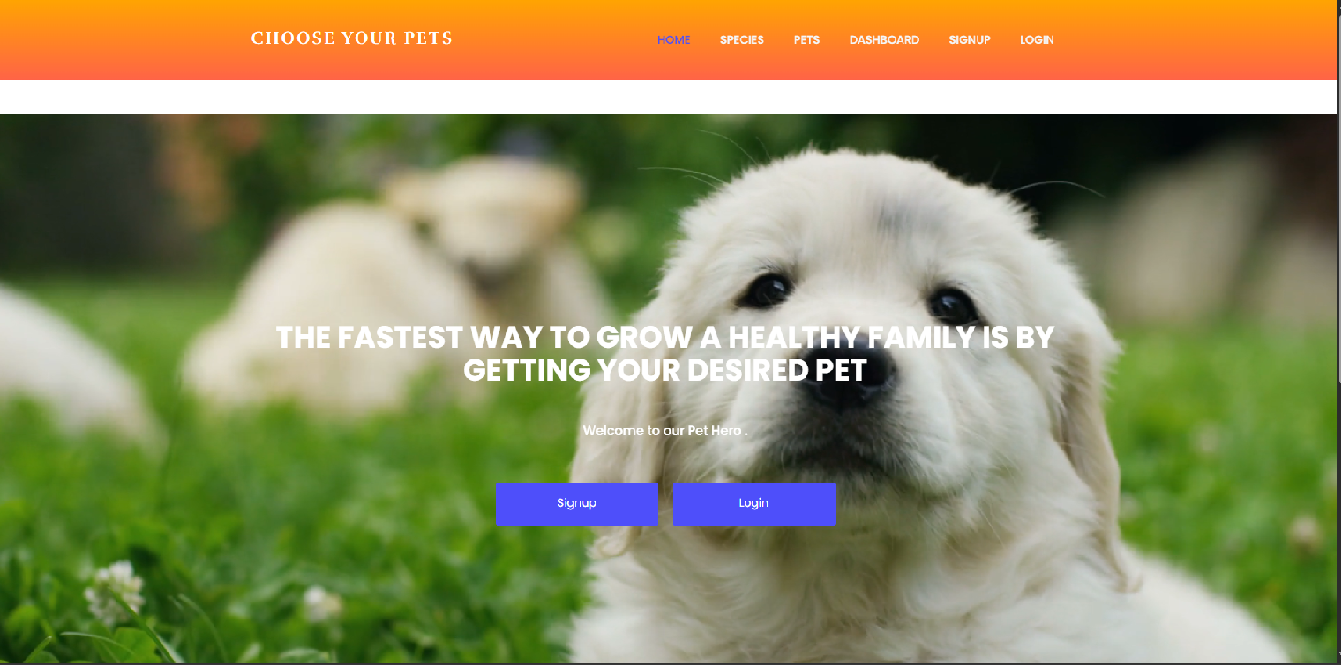 CHOOSE YOUR PETS
HOME SPECIES PETS DASHBOARD SIGNUP LOGIN
THE FASTEST WAY TO GROW A HEALTHY FAMILY IS BY
GETTING YOUR DESIRED PET
Welcome to our Pet Hero .
Signup Login